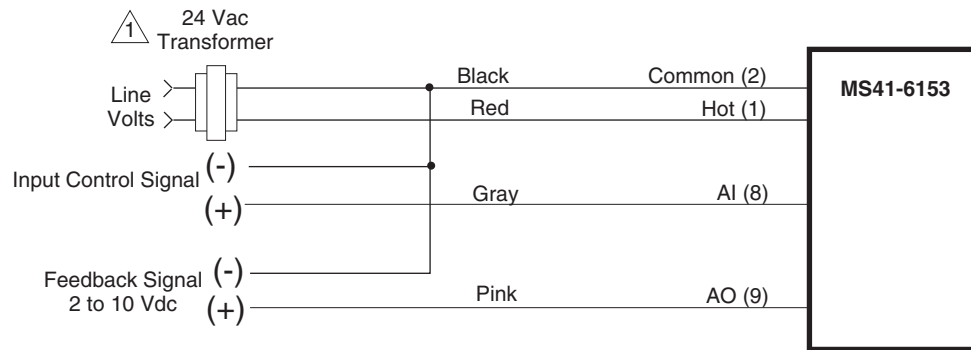 1
24 Vac
Transformer
Line
Volts
Black
Common (2)
Red
Hot (1)
MS41-6153
Input Control Signal
(-)
(+)
Gray
AI (8)
Feedback Signal
2 to 10 Vdc
(-)
(+)
Pink
AO (9)